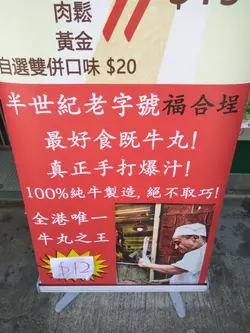 肉鬆
黃金
自選雙併口味 $20
半世紀老字號福合埕
最好食既牛丸!
真正手打爆汁!
100%純牛製造,絕不取巧!
全港唯一
牛丸之王
$12